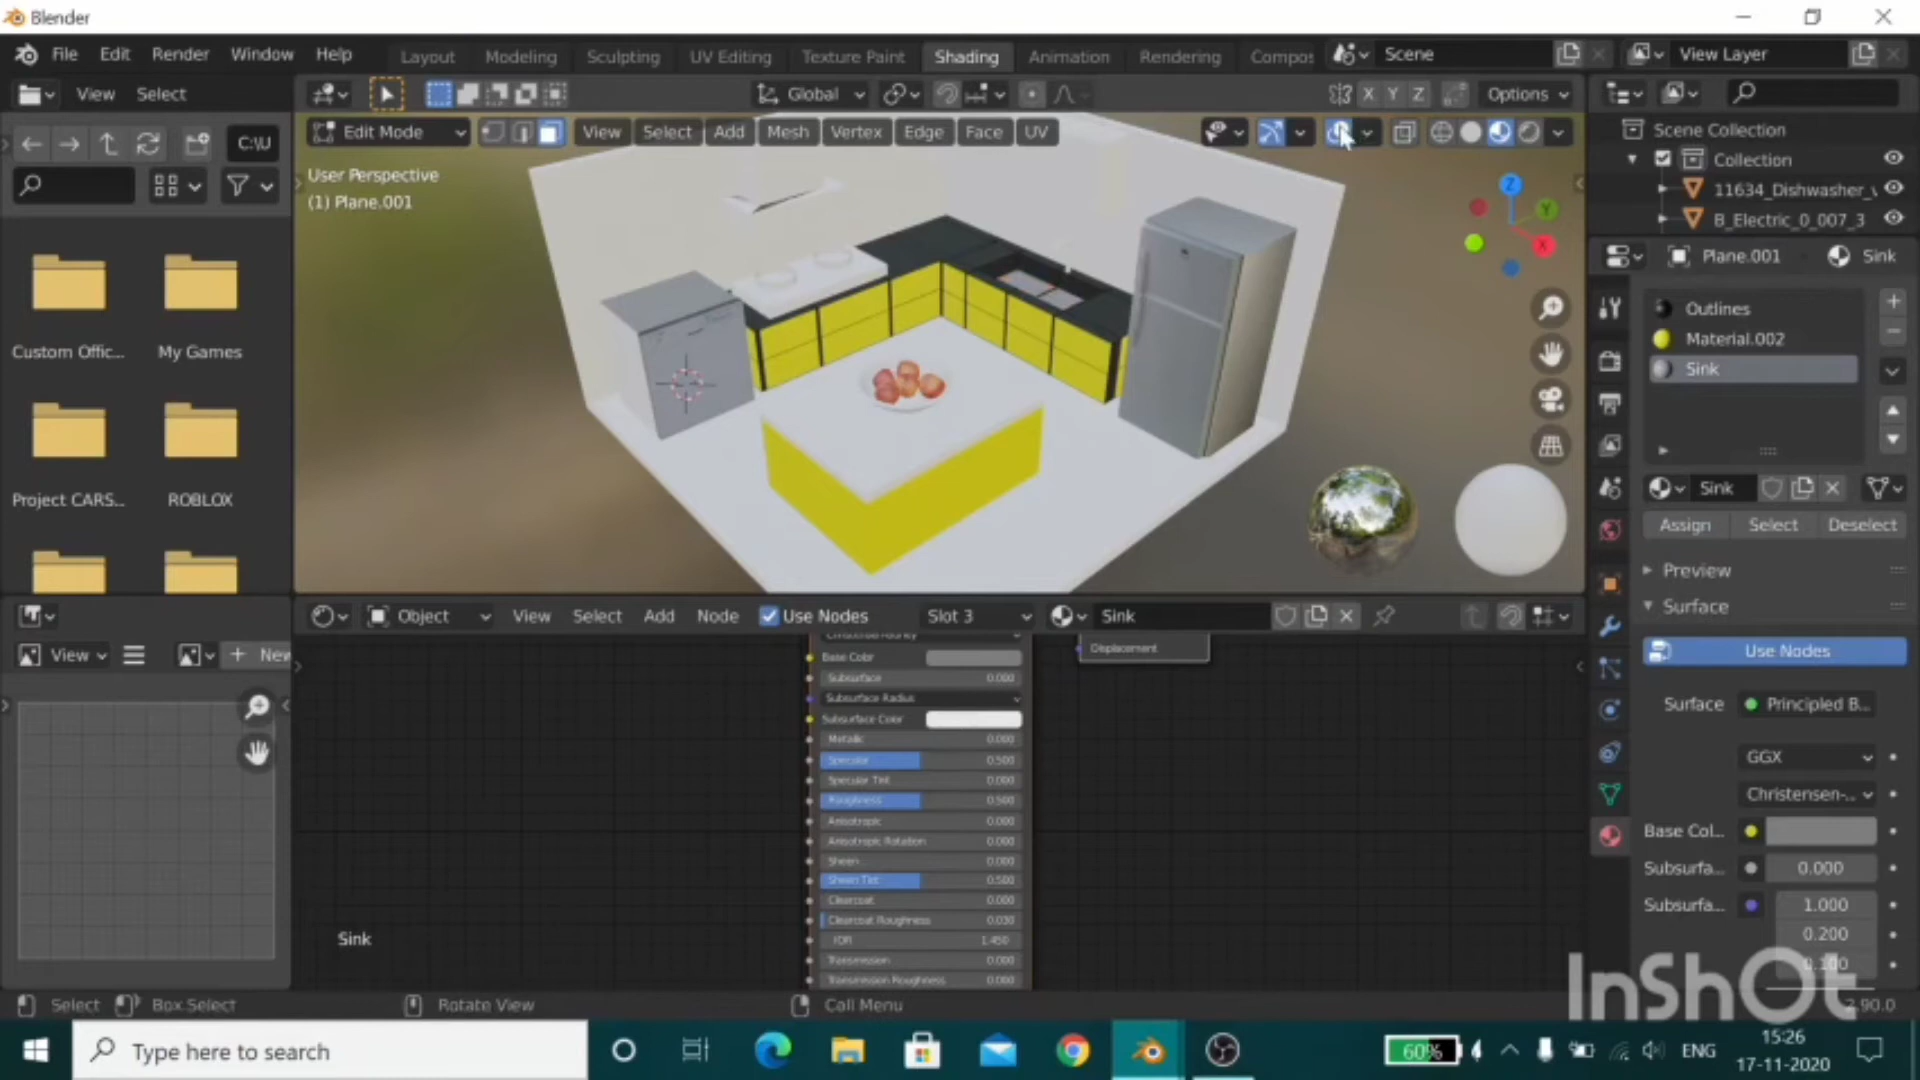 Blender
File Edit Render Window Help
Layout Modeling Sculpting UV Editing Texture Paint Shading Animation Rendering Compos
Scene
View Layer
View Select
Global
X Y Z
Options
C:\U
Edit Mode
View Select Add Mesh Vertex Edge Face UV
User Perspective
(1) Plane.001
Z
Y
X
Custom Offic...
My Games
Project CARS...
ROBLOX
Scene Collection
Collection
11634_Dishwasher_v
B_Electric_0_007_3
Plane.001
Sink
Outlines
Material.002
Sink
Sink
Assign
Select
Deselect
Preview
Surface
Use Nodes
Surface
Principled B...
GGX
Christensen-..
Base Col...
Subsurfa...
0.000
Subsurfa...
1.000
0.200
0.100
View
New
Object
View Select Add Node
Use Nodes
Slot 3
Sink
Displacement
Base Color
Subsurface 0.000
Subsurface Radius
Subsurface Color
Metallic 0.000
Specular 0.500
Specular Tint 0.000
Roughness 0.500
Anisotropic 0.000
Anisotropic Rotation 0.000
Sheen 0.000
Sheen Tint 0.500
Clearcoat 0.000
Clearcoat Roughness 0.030
IOR 1.450
Transmission 0.000
Transmission Roughness 0.000
Sink
Select
Box Select
Rotate View
Call Menu
2.90.0
InShOt
Type here to search
60%
ENG
15:26
17-11-2020